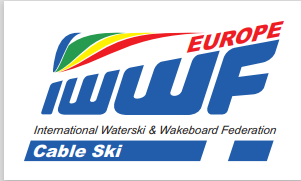 EUROPE
IWWF
International Waterski & Wakeboard Federation
Cable Ski